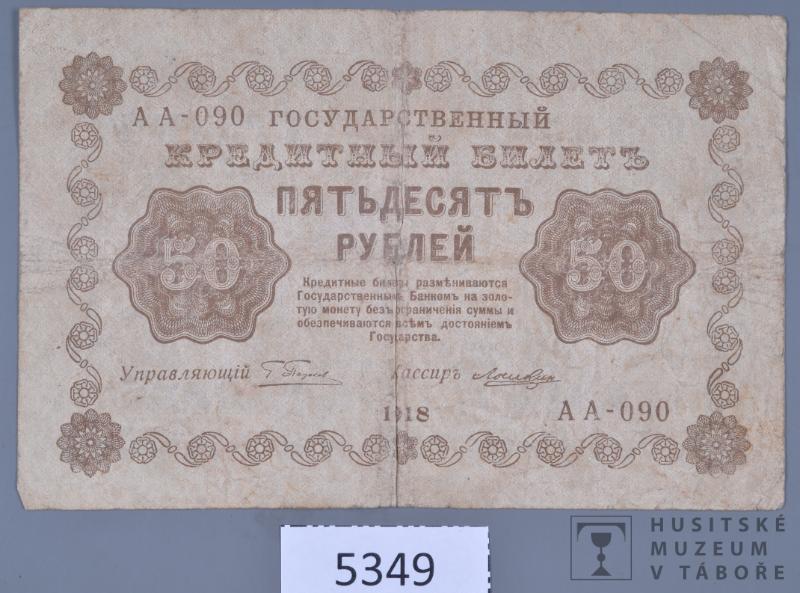 АА-090 ГОСУДАРСТВЕННЫЙ
КРЕДИТНЫЙ БИЛЕТЪ
ПЯТЬДЕСЯТЪ
РУБЛЕЙ
50
50
Кредитные билеты размѣниваются
Государственнымъ Банкомъ на золо-
тую монету безъ ограниченія суммы и
обезпечиваются всѣмъ достояніемъ
Государства.
Управляющій
Кассиръ
1918
АА-090
5349
HUSITSKÉ
MUZEUM
V TÁBOŘE